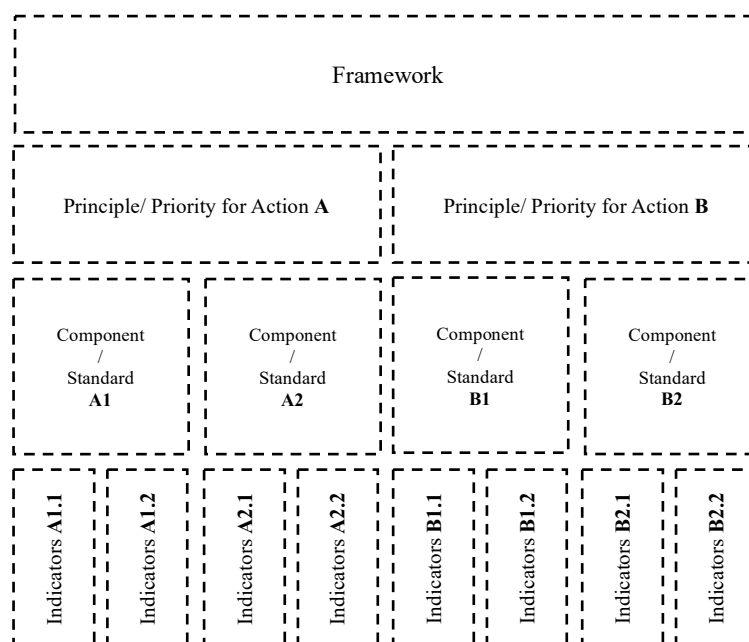 Framework
Principle/ Priority for Action A
Principle/ Priority for Action B
Component
/
Standard
A1
Component
/
Standard
A2
Component
/
Standard
B1
Component
/
Standard
B2
Indicators A1.1
Indicators A1.2
Indicators A2.1
Indicators A2.2
Indicators B1.1
Indicators B1.2
Indicators B2.1
Indicators B2.2